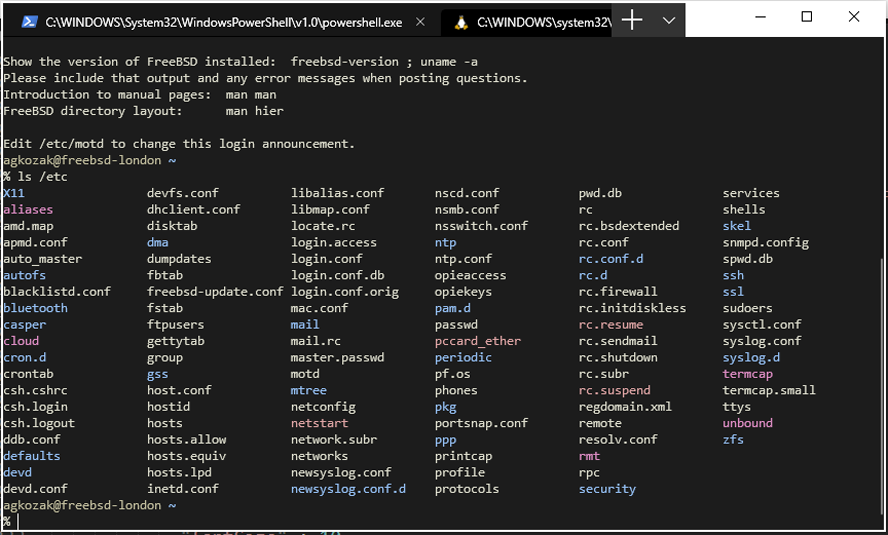 C:\WINDOWS\System32\WindowsPowerShell\v1.0\powershell.exe C:\WINDOWS\system32\
Show the version of FreeBSD installed:  freebsd-version ; uname -a
Please include that output and any error messages when posting questions.
Introduction to manual pages:  man man
FreeBSD directory layout:      man hier
Edit /etc/motd to change this login announcement.
agkozak@freebsd-london ~
% ls /etc
X11 devfs.conf libalias.conf nscd.conf pwd.db services
aliases dhclient.conf libmap.conf nsmb.conf rc shells
amd.map disktab locate.rc nsswitch.conf rc.bsdextended skel
apmd.conf dma login.access ntp rc.conf snmpd.config
auto_master dumpdates login.conf ntp.conf rc.conf.d spwd.db
autofs fbtab login.conf.db opieaccess rc.d ssh
blacklistd.conf freebsd-update.conf login.conf.orig opiekeys rc.firewall ssl
bluetooth fstab mac.conf pam.d rc.initdiskless sudoers
casper ftpusers mail passwd rc.resume sysctl.conf
cloud gettytab mail.rc pccard_ether rc.sendmail syslog.conf
cron.d group master.passwd periodic rc.shutdown syslog.d
crontab gss motd pf.os rc.subr termcap
csh.cshrc host.conf mtree phones rc.suspend termcap.small
csh.login hostid netconfig pkg regdomain.xml ttys
csh.logout hosts netstart portsnap.conf remote unbound
ddb.conf hosts.allow network.subr ppp resolv.conf zfs
defaults hosts.equiv networks printcap rmt
devd hosts.lpd newsyslog.conf profile rpc
devd.conf inetd.conf newsyslog.conf.d protocols security
agkozak@freebsd-london ~
%